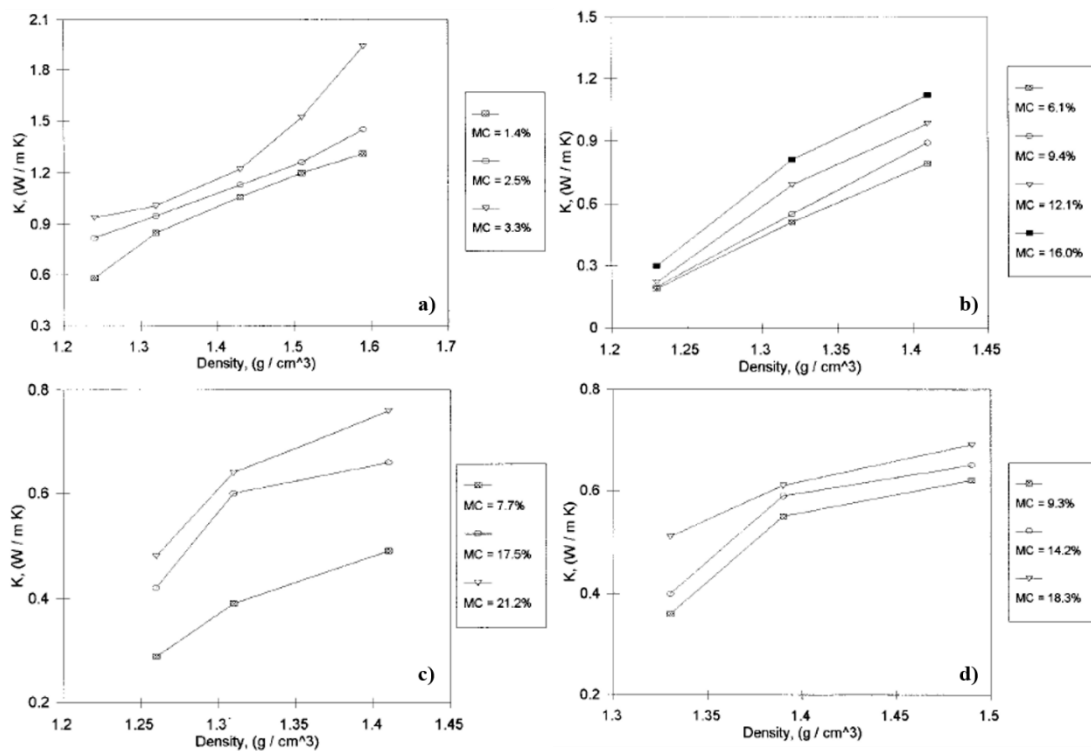 2.1
1.8
1.5
1.2
0.9
0.6
0.3
K, (W / m K)
1.2 1.3 1.4 1.5 1.6 1.7
Density, (g / cm^3)
a)
MC = 1.4%
MC = 2.5%
MC = 3.3%
1.5
1.2
0.9
0.6
0.3
0
K, (W / m K)
1.2 1.25 1.3 1.35 1.4 1.45
Density, (g / cm^3)
b)
MC = 6.1%
MC = 9.4%
MC = 12.1%
MC = 16.0%
0.8
0.6
0.4
0.2
K, (W / m K)
1.2 1.25 1.3 1.35 1.4 1.45
Density, (g / cm^3)
c)
MC = 7.7%
MC = 17.5%
MC = 21.2%
0.8
0.6
0.4
0.2
K, (W / m K)
1.3 1.35 1.4 1.45 1.5
Density, (g / cm^3)
d)
MC = 9.3%
MC = 14.2%
MC = 18.3%